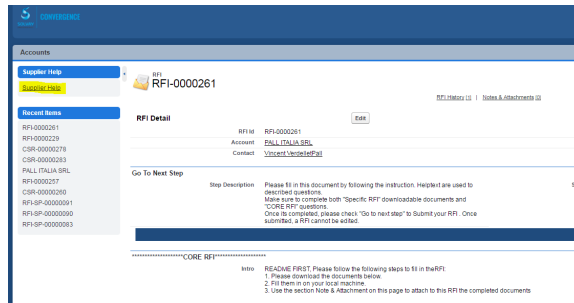 CONVERGENCE
Accounts
Supplier Help
Supplier Help
Recent Items
RFI-0000261
RFI-0000229
CSR-00000278
CSR-00000283
PALL ITALIA SRL
RFI-0000257
CSR-00000260
RFI-SP-00000091
RFI-SP-00000090
RFI-SP-00000083
RFI
RFI-0000261
RFI History [1] | Notes & Attachments [0]
RFI Detail
Edit
RFI Id RFI-0000261
Account PALL ITALIA SRL
Contact Vincent VerdelletPall
Go To Next Step
Step Description Please fill in this document by following the instruction. Helptext are used to
described questions.
Make sure to complete both "Specific RFI" downloadable documents and
"CORE RFI" questions.
Once its completed, please check "Go to next step" to Submit your RFI . Once
submitted, a RFI cannot be edited.
S
********************CORE RFI********************
Intro README FIRST, Please follow the following steps to fill in theRFI:
1. Please download the documents below.
2. Fill them in on your local machine.
3. Use the section Note & Attachment on this page to attach to this RFI the completed documents